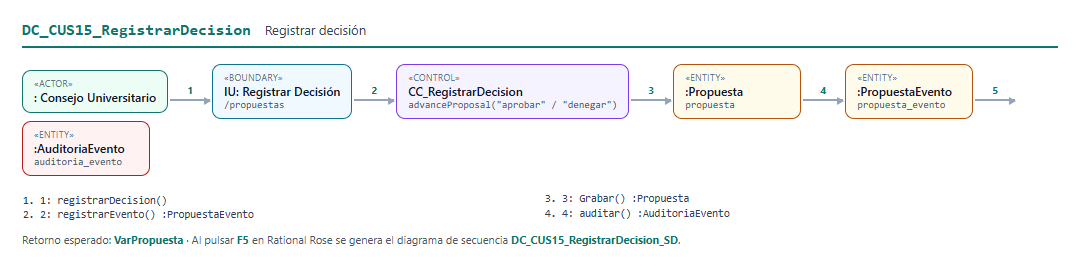 DC_CUS15_RegistrarDecision Registrar decisión
«ACTOR»
: Consejo Universitario
1
«BOUNDARY»
IU: Registrar Decisión
/propuestas
2
«CONTROL»
CC_RegistrarDecision
advanceProposal("aprobar" / "denegar")
3
«ENTITY»
:Propuesta
propuesta
4
«ENTITY»
:PropuestaEvento
propuesta_evento
5
«ENTITY»
:AuditoriaEvento
auditoria_evento
1. 1: registrarDecision()
2. 2: registrarEvento() :PropuestaEvento
3. 3: Grabar() :Propuesta
4. 4: auditar() :AuditoriaEvento
Retorno esperado: VarPropuesta · Al pulsar F5 en Rational Rose se genera el diagrama de secuencia DC_CUS15_RegistrarDecision_SD.